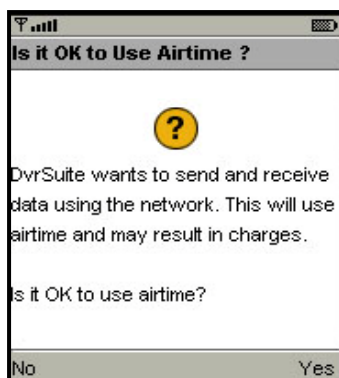 Is it OK to Use Airtime ?
?
DvrSuite wants to send and receive
data using the network. This will use
airtime and may result in charges.
Is it OK to use airtime?
No Yes